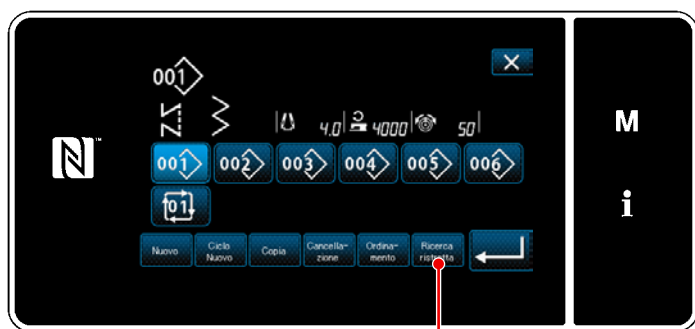 001
4.0 4000 50
001 002 003 004 005 006
01
Nuovo Ciclo Nuovo Copia Cancella-zione Ordina-mento Ricerca ristretta
M
i
N